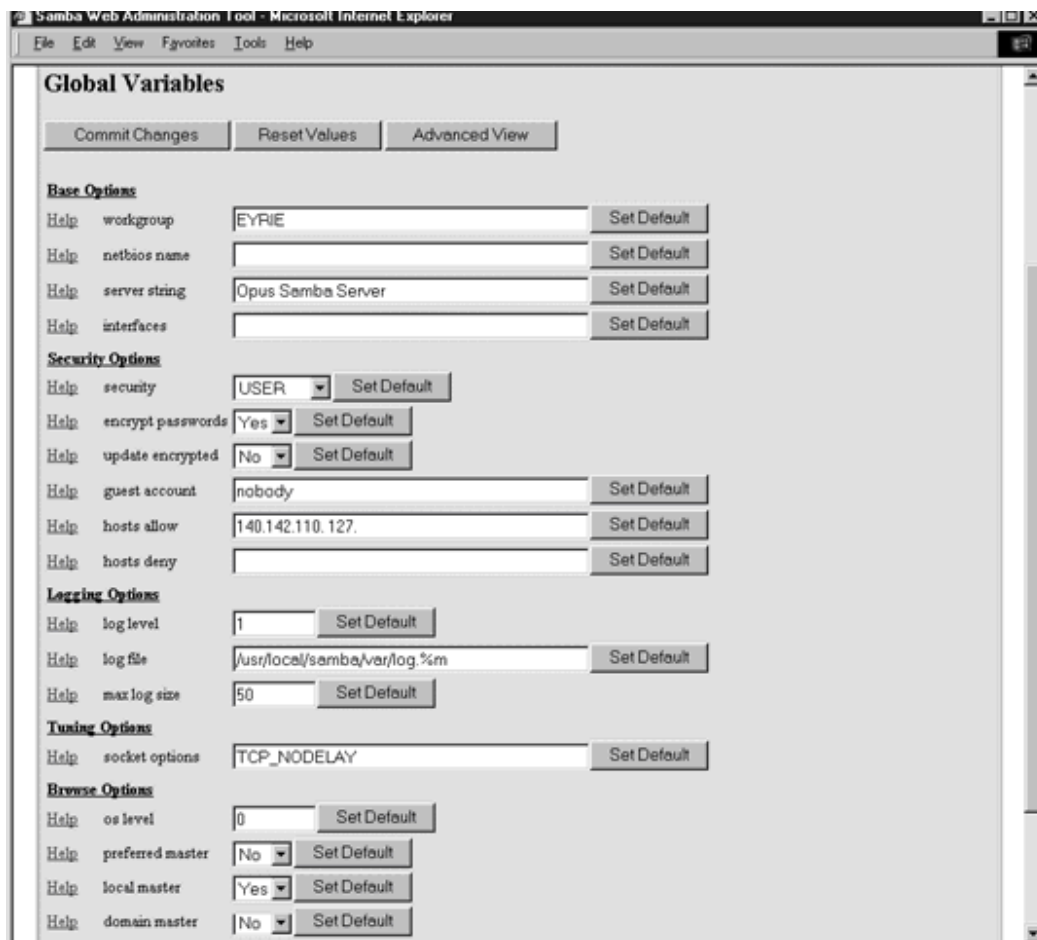 Samba Web Administration Tool - Microsoft Internet Explorer
File Edit View Favorites Tools Help
Global Variables
Commit Changes Reset Values Advanced View
Base Options
Help workgroup EYRIE Set Default
Help netbios name Set Default
Help server string Opus Samba Server Set Default
Help interfaces Set Default
Security Options
Help security USER Set Default
Help encrypt passwords Yes Set Default
Help update encrypted No Set Default
Help guest account nobody Set Default
Help hosts allow 140.142.110. 127. Set Default
Help hosts deny Set Default
Logging Options
Help log level 1 Set Default
Help log file /usr/local/samba/var/log.%m Set Default
Help max log size 50 Set Default
Tuning Options
Help socket options TCP_NODELAY Set Default
Browse Options
Help os level 0 Set Default
Help preferred master No Set Default
Help local master Yes Set Default
Help domain master No Set Default